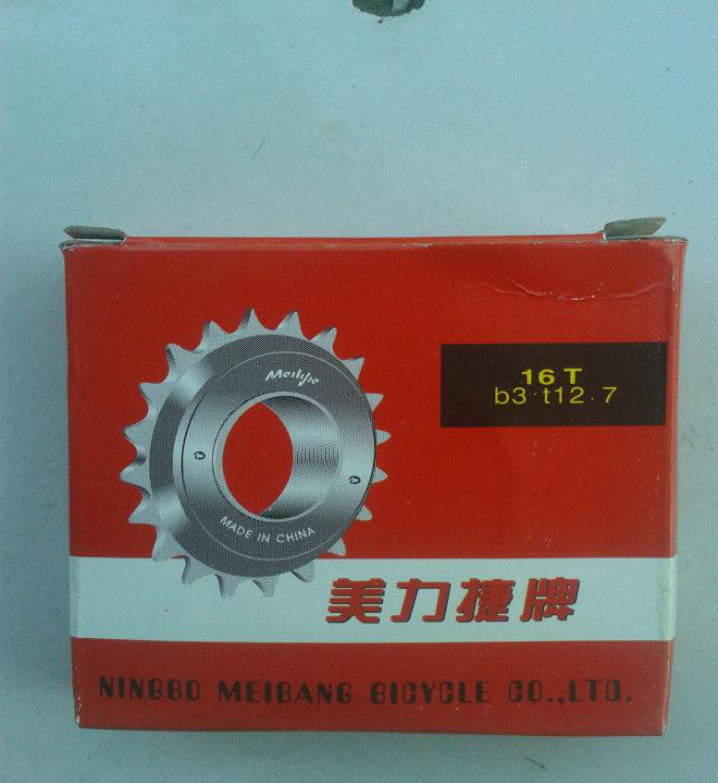 Meilijie
16 T
b3·t12.7
MADE IN CHINA
美力捷牌
NINGBO MEIBANG BICYCLE CO.,LTD.